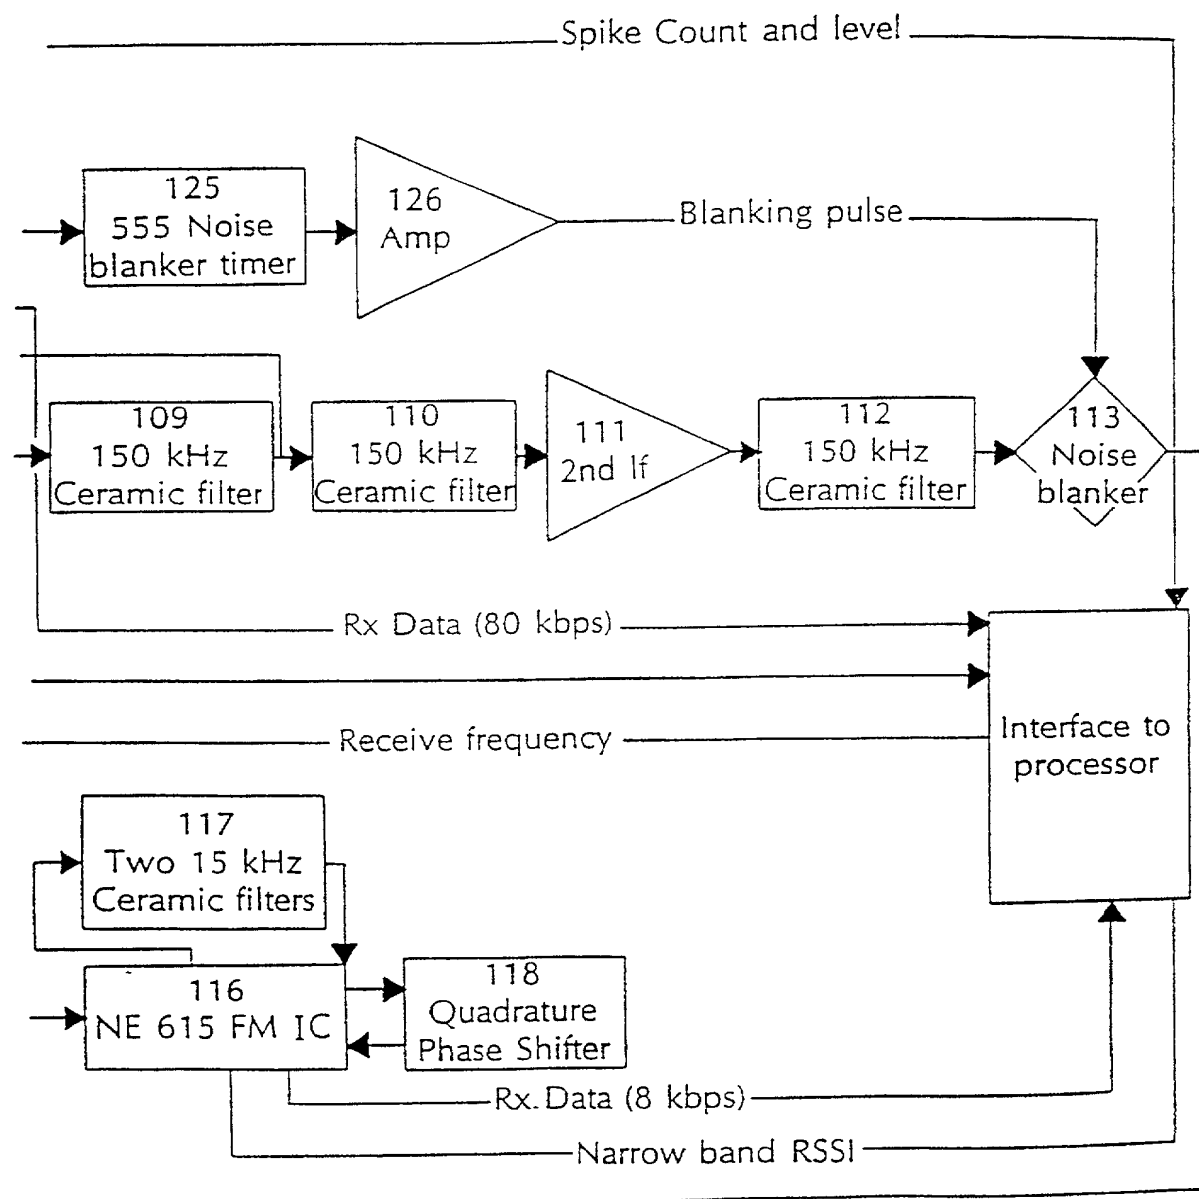 Spike Count and level
125
555 Noise
blanker timer
126
Amp
Blanking pulse
109
150 kHz
Ceramic filter
110
150 kHz
Ceramic filter
111
2nd If
112
150 kHz
Ceramic filter
113
Noise
blanker
Rx Data (80 kbps)
Receive frequency
Interface to
processor
117
Two 15 kHz
Ceramic filters
116
NE 615 FM IC
118
Quadrature
Phase Shifter
Rx Data (8 kbps)
Narrow band RSSI